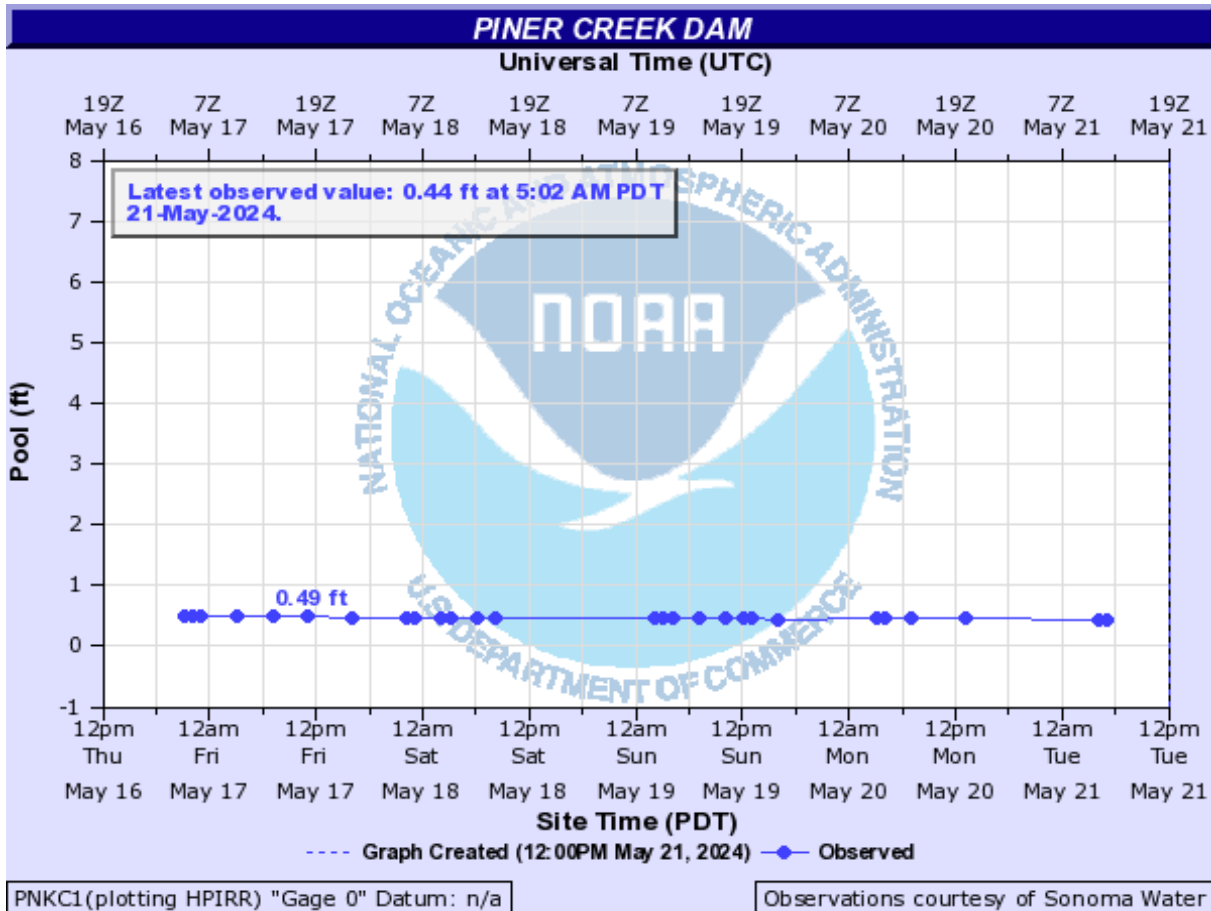 PINER CREEK DAM
Universal Time (UTC)
19Z 7Z 19Z 7Z 19Z 7Z 19Z 7Z 19Z 7Z 19Z
May 16 May 17 May 17 May 18 May 18 May 19 May 19 May 20 May 20 May 21 May 21
Latest observed value: 0.44 ft at 5:02 AM PDT
21-May-2024.
NATIONAL OCEANIC AND ATMOSPHERIC ADMINISTRATION
NOAA
U.S. DEPARTMENT OF COMMERCE
Pool (ft)
8
7
6
5
4
3
2
1
0
-1
0.49 ft
12pm 12am 12pm 12am 12pm 12am 12pm 12am 12pm 12am 12pm
Thu Fri Fri Sat Sat Sun Sun Mon Mon Tue Tue
May 16 May 17 May 17 May 18 May 18 May 19 May 19 May 20 May 20 May 21 May 21
Site Time (PDT)
Graph Created (12:00PM May 21, 2024) Observed
PNKC1(plotting HPIRR) "Gage 0" Datum: n/a
Observations courtesy of Sonoma Water